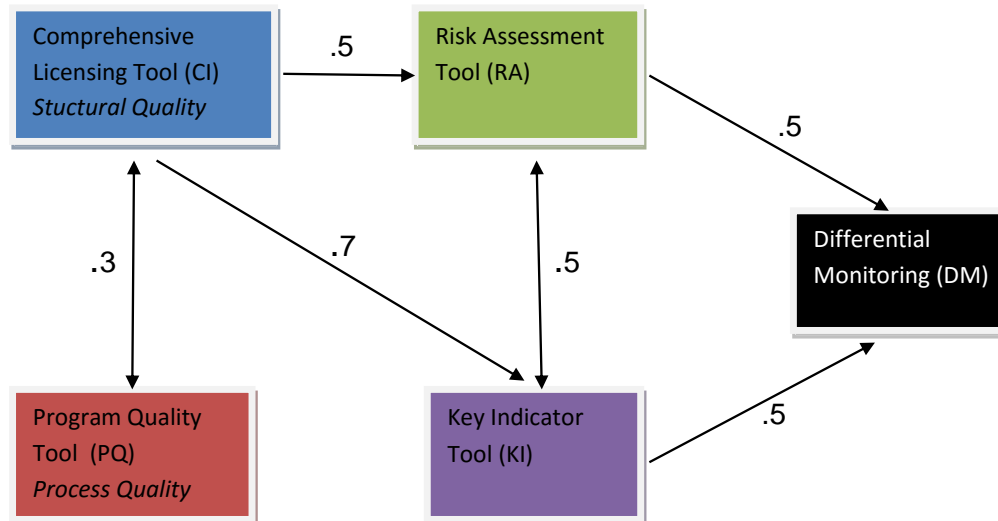 Comprehensive
Licensing Tool (CI)
Stuctural Quality
.5
Risk Assessment
Tool (RA)
.5
.3
.7
.5
Differential
Monitoring (DM)
Program Quality
Tool  (PQ)
Process Quality
Key Indicator
Tool (KI)
.5